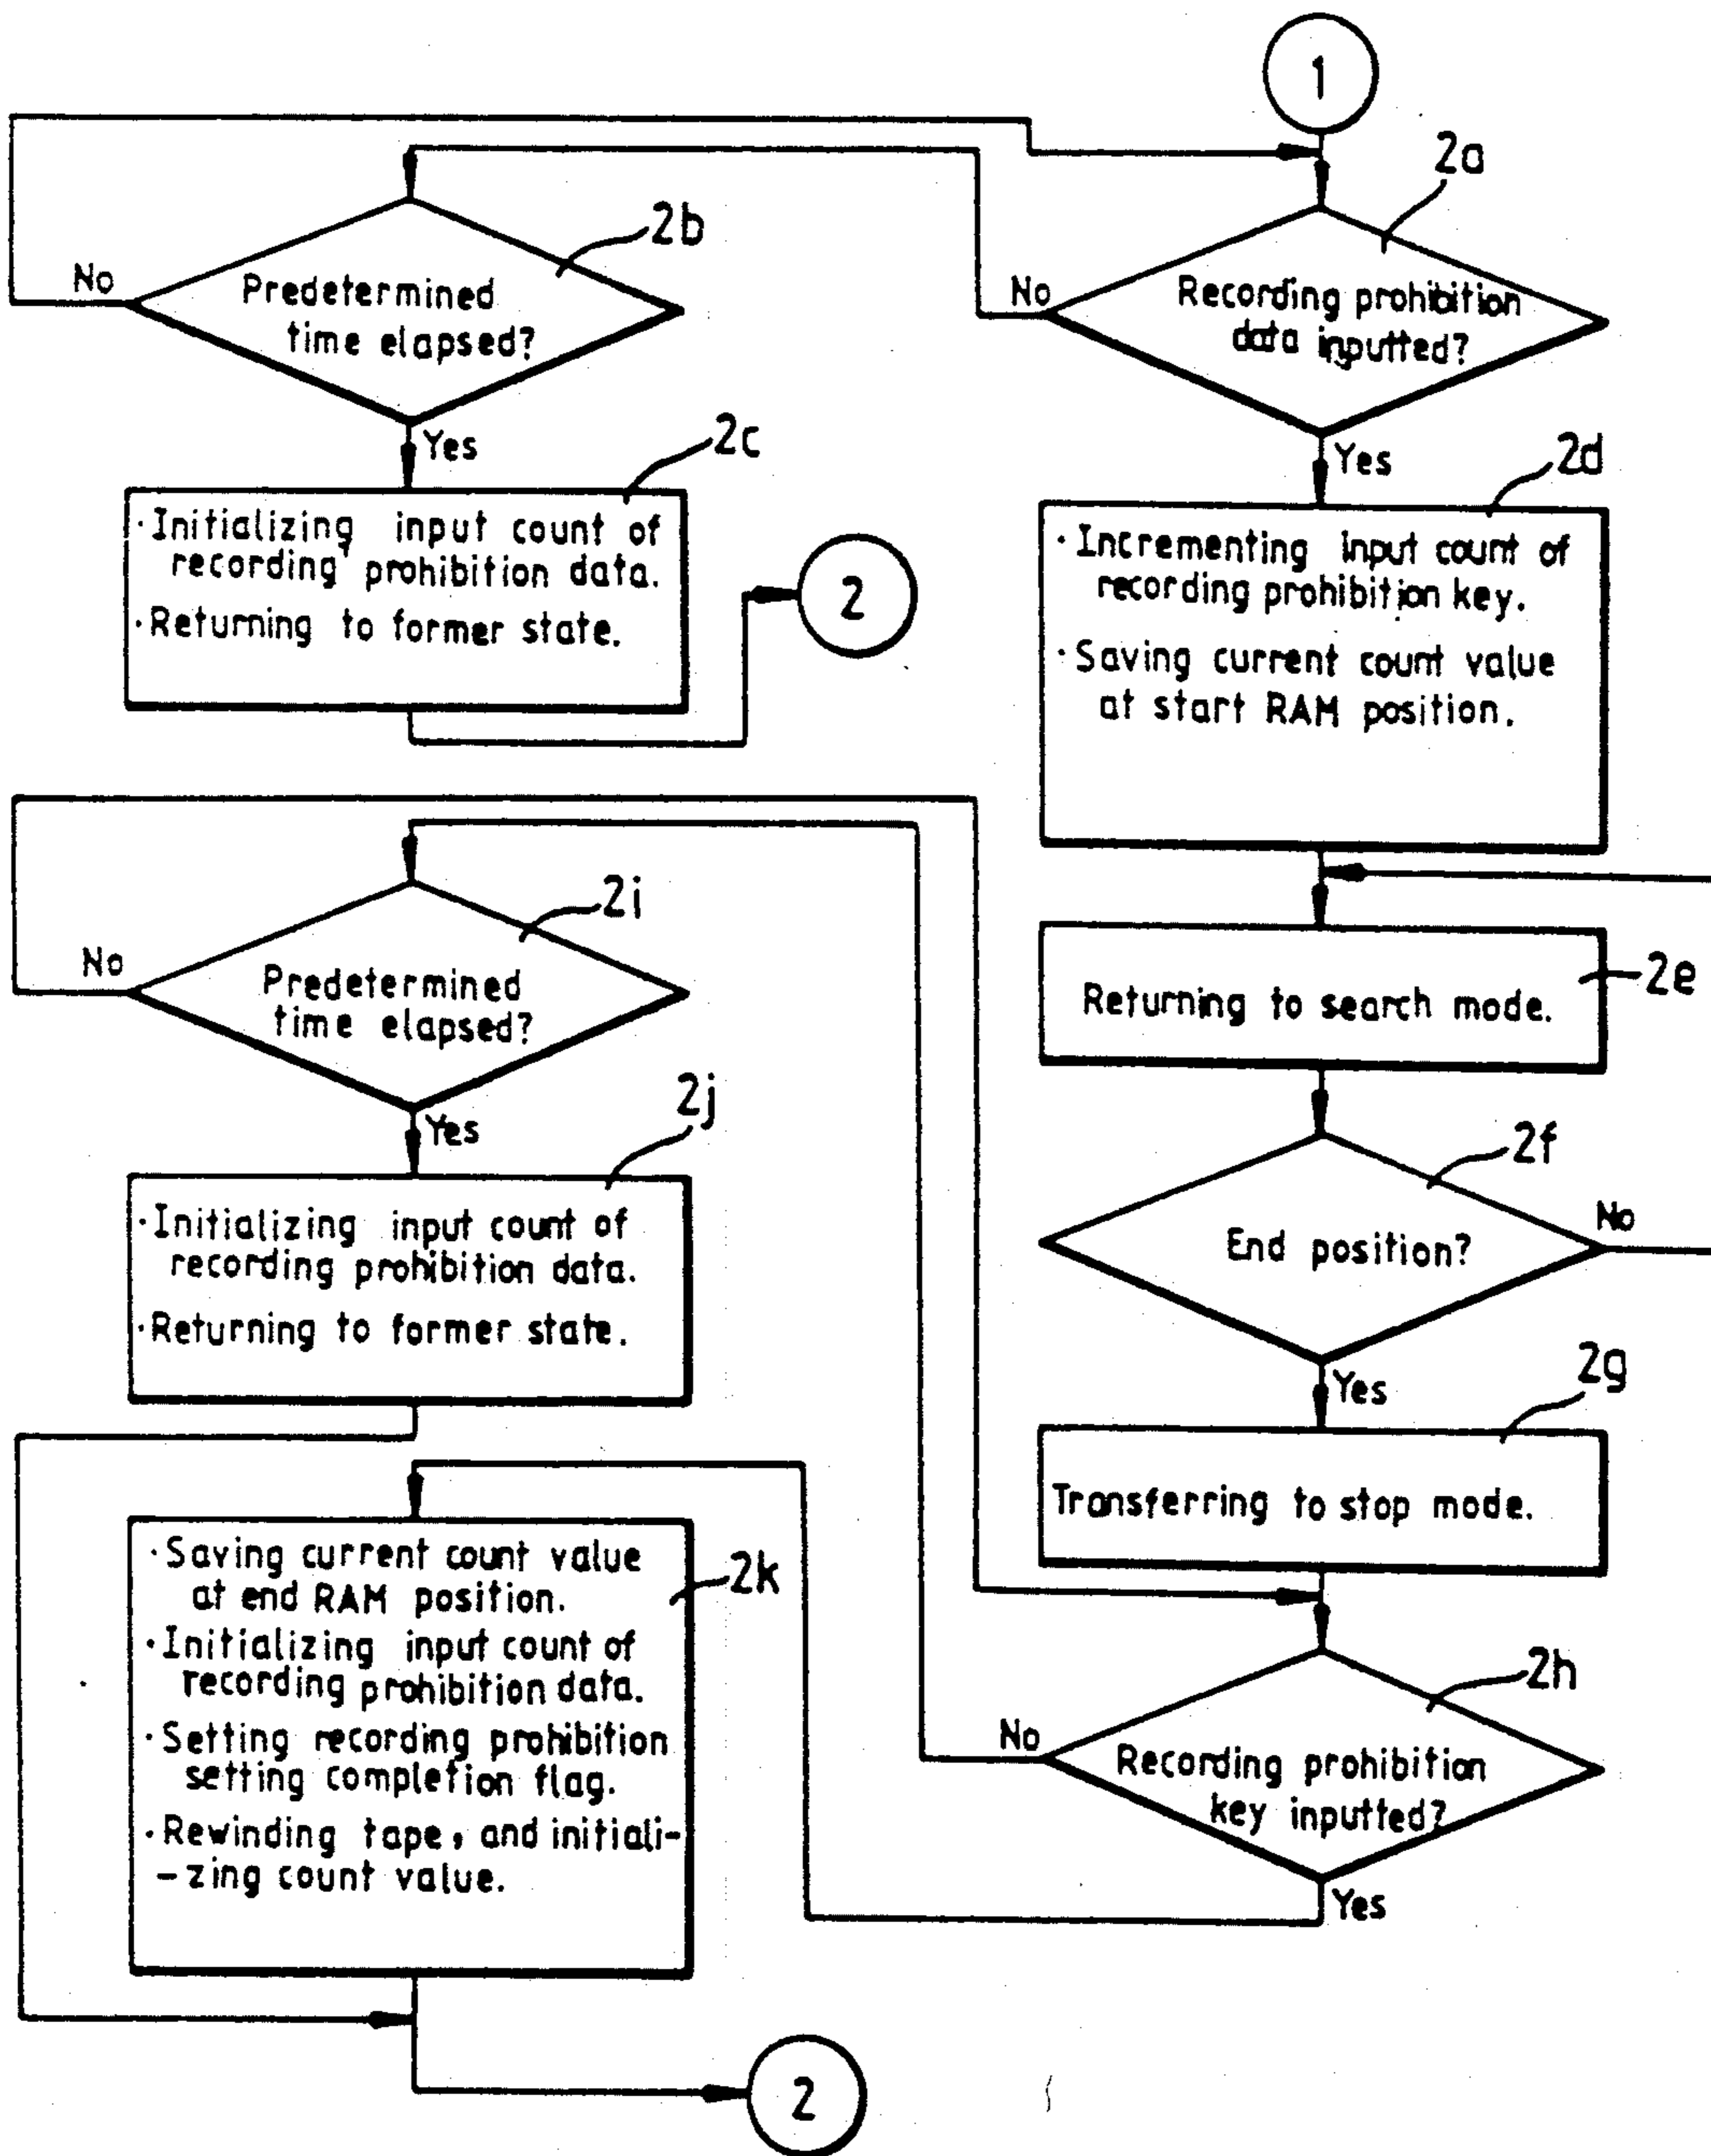 1
2a
Recording prohibition
data inputted?
No
Yes
2b
Predetermined
time elapsed?
No
Yes
2c
·Initializing input count of
recording prohibition data.
·Returning to former state.
2
2d
·Incrementing input count of
recording prohibition key.
·Saving current count value
at start RAM position.
2e
Returning to search mode.
2f
End position?
No
Yes
2g
Transferring to stop mode.
2h
Recording prohibition
key inputted?
No
Yes
2i
Predetermined
time elapsed?
No
Yes
2j
·Initializing input count of
recording prohibition data.
·Returning to former state.
2k
·Saving current count value
at end RAM position.
·Initializing input count of
recording prohibition data.
·Setting recording prohibition
setting completion flag.
·Rewinding tape, and initiali-
-zing count value.
2